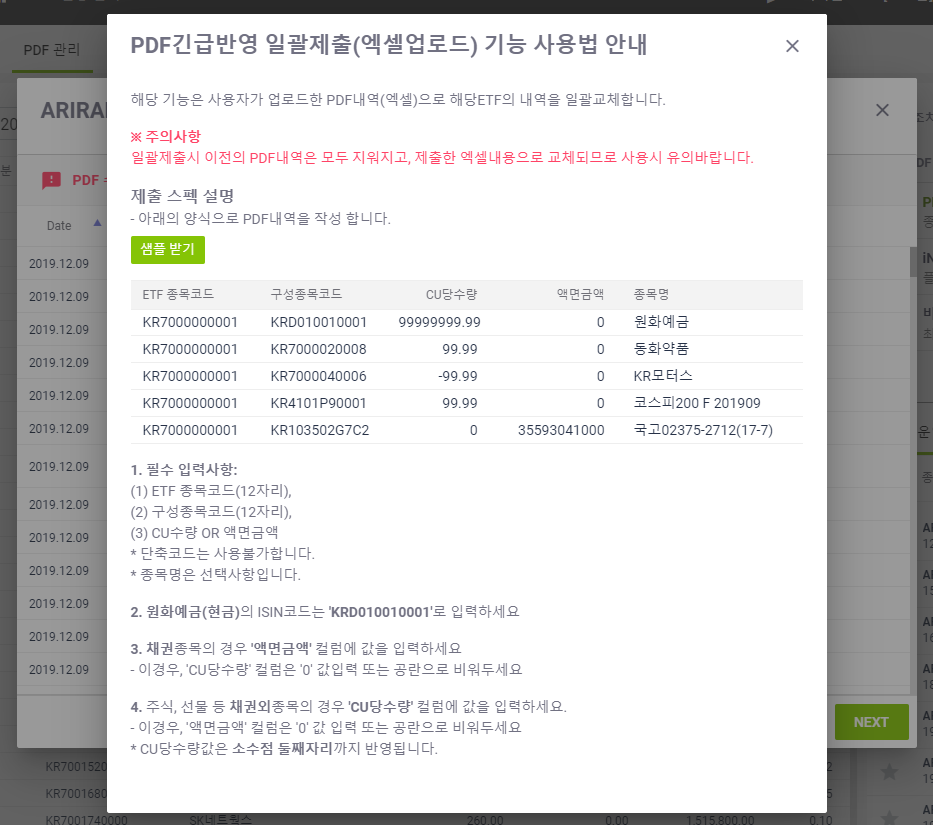 PDF 관리
PDF긴급반영 일괄제출(엑셀업로드) 기능 사용법 안내
해당 기능은 사용자가 업로드한 PDF내역(엑셀)으로 해당ETF의 내역을 일괄교체합니다.
※ 주의사항
일괄제출시 이전의 PDF내역은 모두 지워지고, 제출한 엑셀내용으로 교체되므로 사용시 유의바랍니다.
제출 스펙 설명
- 아래의 양식으로 PDF내역을 작성 합니다.
샘플 받기
ETF 종목코드 구성종목코드 CU당수량 액면금액 종목명
KR7000000001 KRD010010001 99999999.99 0 원화예금
KR7000000001 KR7000020008 99.99 0 동화약품
KR7000000001 KR7000040006 -99.99 0 KR모터스
KR7000000001 KR4101P90001 99.99 0 코스피200 F 201909
KR7000000001 KR103502G7C2 0 35593041000 국고02375-2712(17-7)
1. 필수 입력사항:
(1) ETF 종목코드(12자리),
(2) 구성종목코드(12자리),
(3) CU수량 OR 액면금액
* 단축코드는 사용불가합니다.
* 종목명은 선택사항입니다.
2. 원화예금(현금)의 ISIN코드는 'KRD010010001'로 입력하세요
3. 채권종목의 경우 '액면금액' 컬럼에 값을 입력하세요
- 이경우, 'CU당수량' 컬럼은 '0' 값입력 또는 공란으로 비워두세요
4. 주식, 선물 등 채권외종목의 경우 'CU당수량' 컬럼에 값을 입력하세요.
- 이경우, '액면금액' 컬럼은 '0' 값 입력 또는 공란으로 비워두세요
* CU당수량값은 소수점 둘째자리까지 반영됩니다.
ARIRA
PDF
Date
2019.12.09
2019.12.09
2019.12.09
2019.12.09
2019.12.09
2019.12.09
2019.12.09
2019.12.09
2019.12.09
2019.12.09
2019.12.09
2019.12.09
2019.12.09
NEXT
KR7001520
KR7001680
KR7001740000 SK네트웍스 260.00 0.00 1,515,800.00 0.10